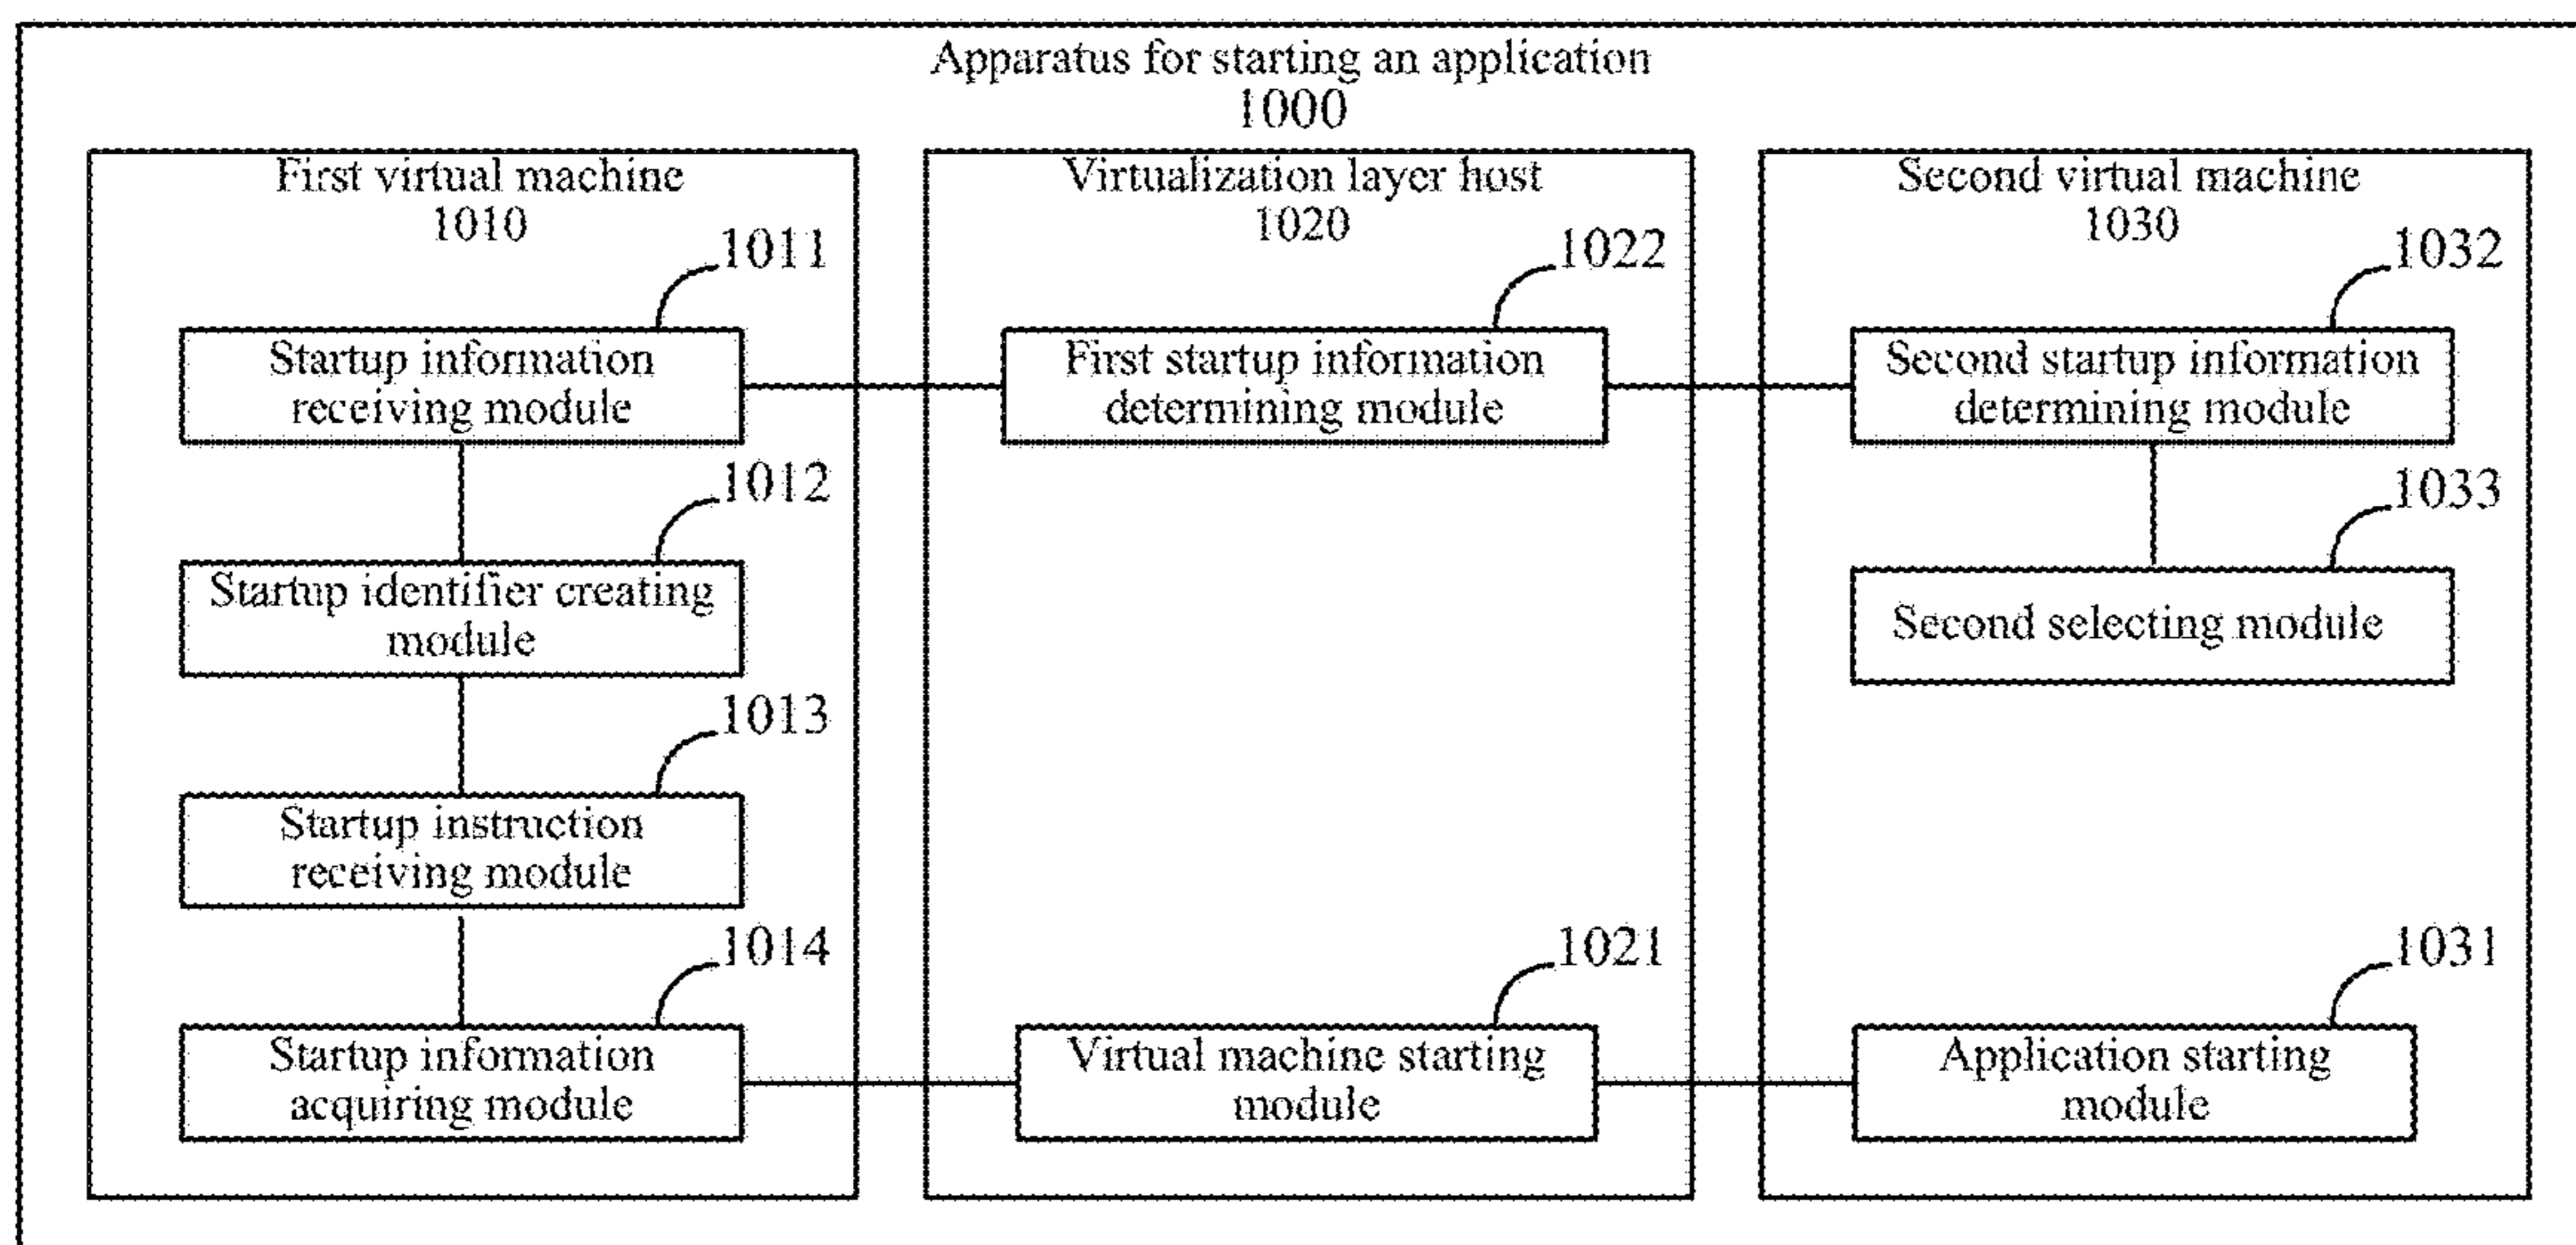 Apparatus for starting an application
1000
First virtual machine
1010
1011
Startup information
receiving module
1012
Startup identifier creating
module
1013
Startup instruction
receiving module
1014
Startup information
acquiring module
Virtualization layer host
1020
1022
First startup information
determining module
1021
Virtual machine starting
module
Second virtual machine
1030
1032
Second startup information
determining module
1033
Second selecting module
1031
Application starting
module